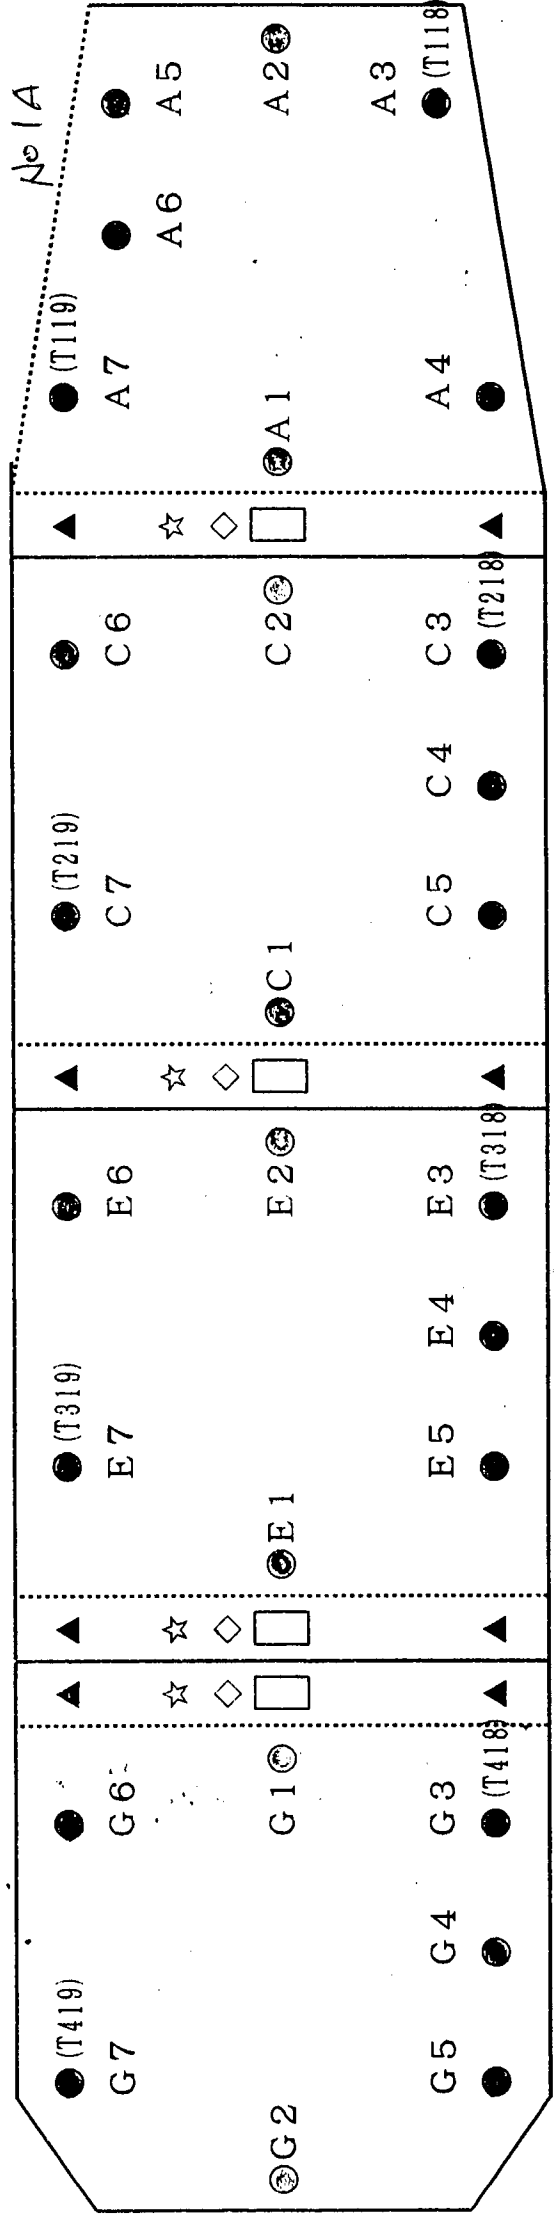 No 1A
(T419)
(T319)
(T219)
(T119)
G7
G6
E7
E6
C7
C6
A7
A6
A5
G2
G1
E1
E2
C1
C2
A1
A2
A3
(T118)
G5
G4
G3
E5
E4
E3
C5
C4
C3
A4
(T418)
(T318)
(T218)